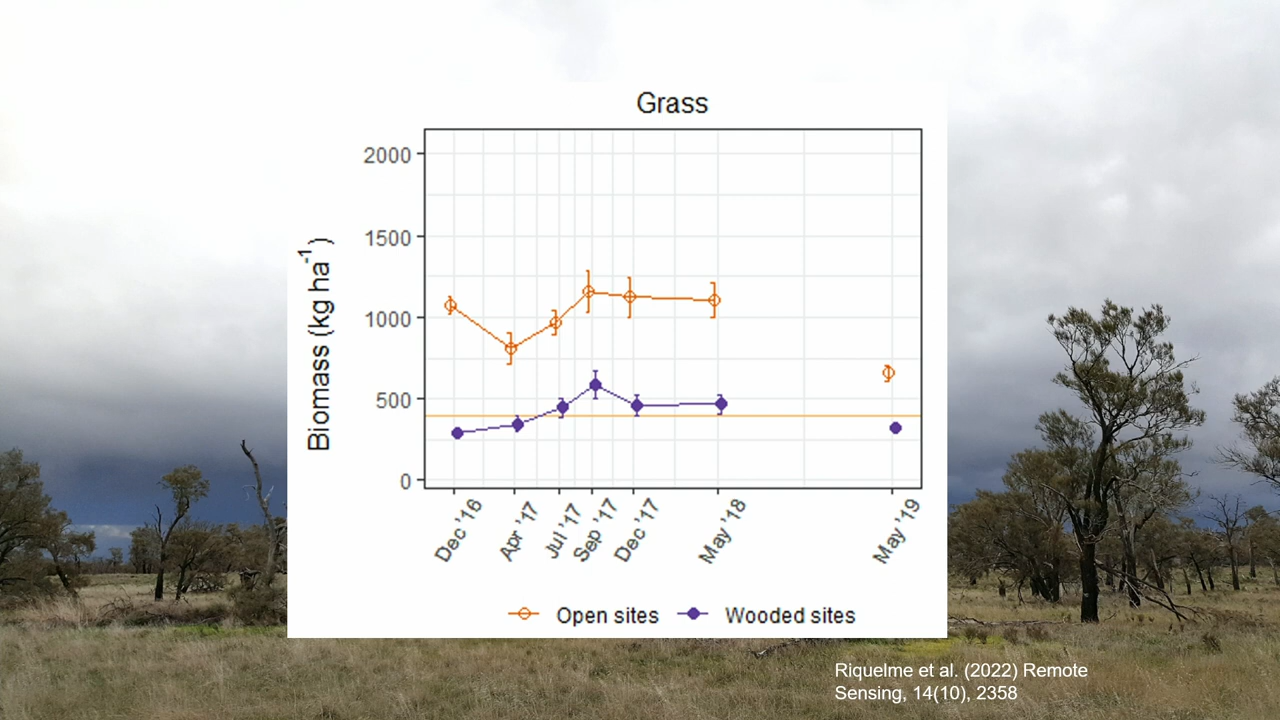 Grass
2000
1500
1000
500
0
Biomass (kg ha⁻¹)
Dec '16
Apr '17
Jul '17
Sep '17
Dec '17
May '18
May '19
Open sites
Wooded sites
Riquelme et al. (2022) Remote
Sensing, 14(10), 2358